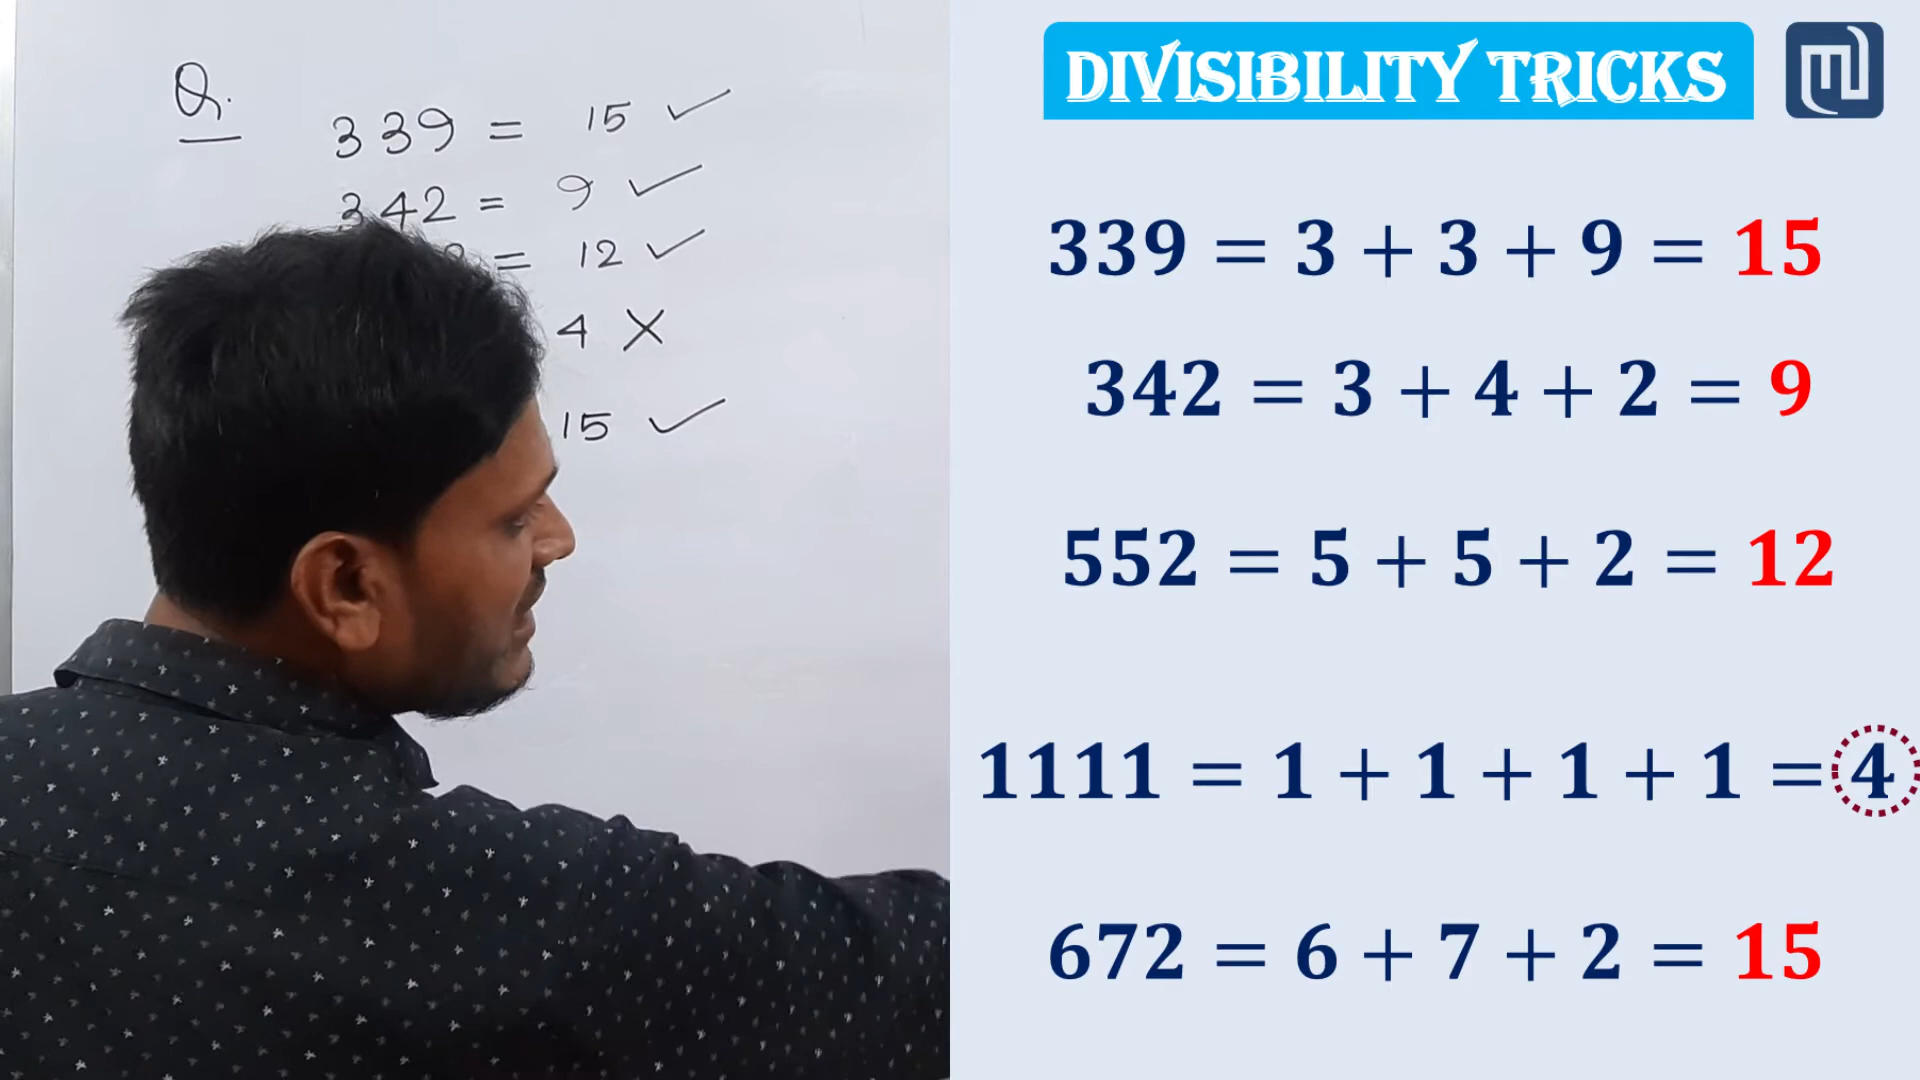 Q.
339 = 15 ✓
342 = 9 ✓
2 = 12 ✓
4 X
15 ✓
DIVISIBILITY TRICKS
339 = 3 + 3 + 9 = 15
342 = 3 + 4 + 2 = 9
552 = 5 + 5 + 2 = 12
1111 = 1 + 1 + 1 + 1 = 4
672 = 6 + 7 + 2 = 15